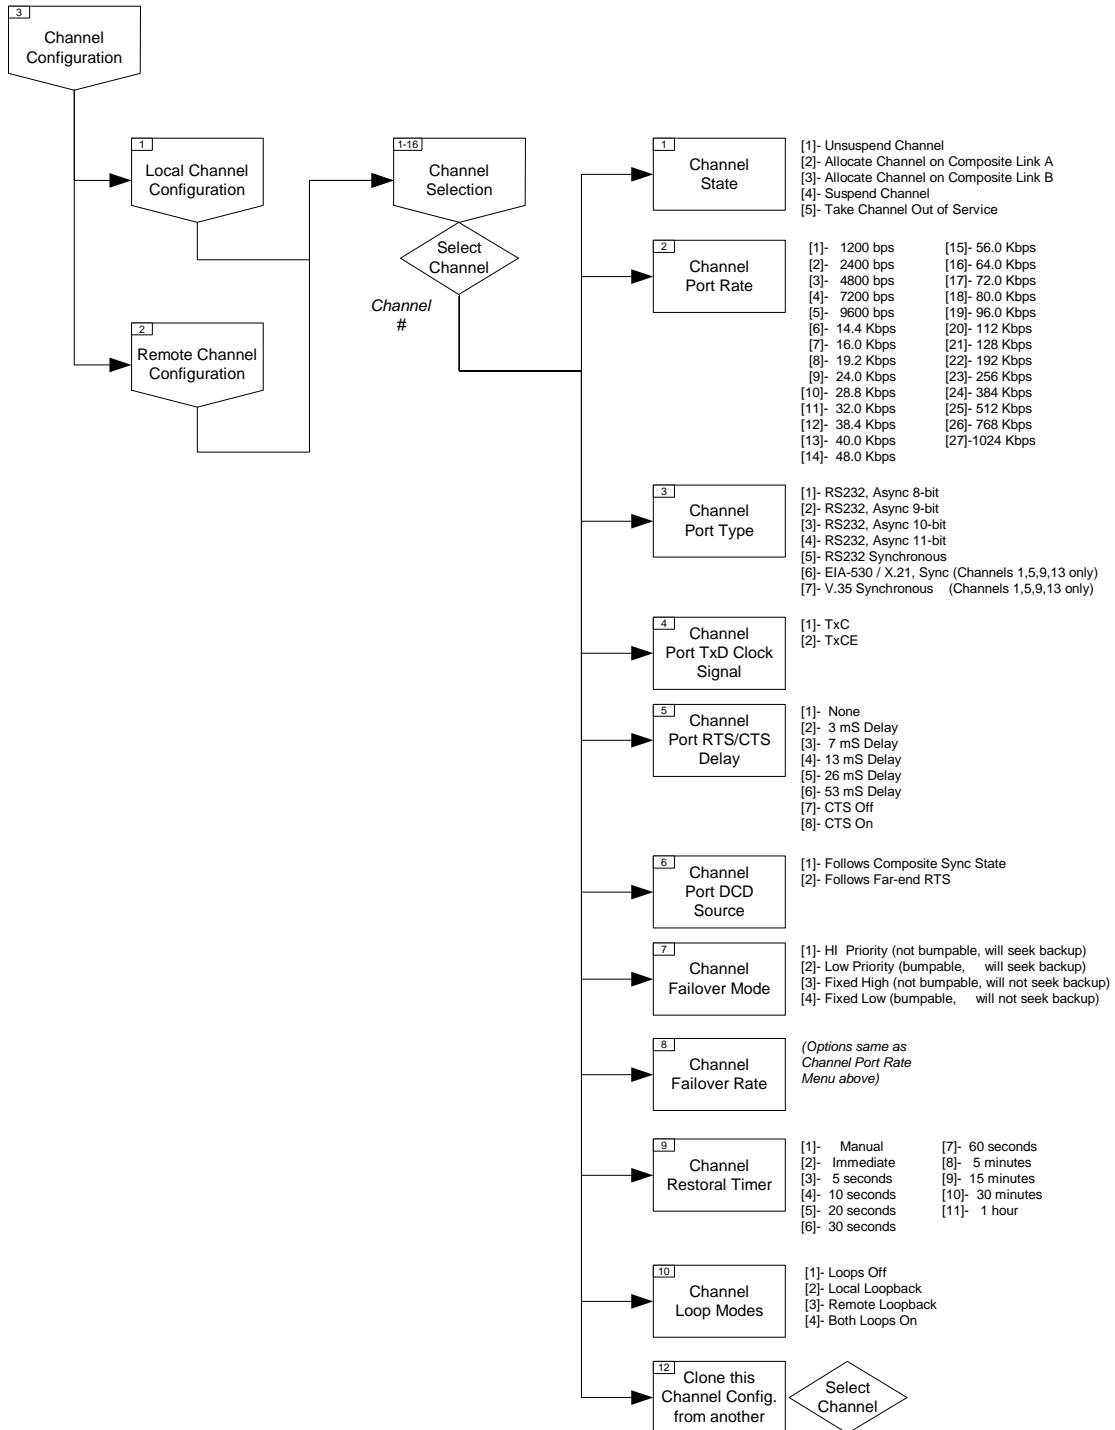 3
Channel
Configuration
1
Local Channel
Configuration
2
Remote Channel
Configuration
1-16
Channel
Selection
Select
Channel
Channel
#
1
Channel
State
[1]- Unsuspend Channel
[2]- Allocate Channel on Composite Link A
[3]- Allocate Channel on Composite Link B
[4]- Suspend Channel
[5]- Take Channel Out of Service
2
Channel
Port Rate
[1]- 1200 bps
[2]- 2400 bps
[3]- 4800 bps
[4]- 7200 bps
[5]- 9600 bps
[6]- 14.4 Kbps
[7]- 16.0 Kbps
[8]- 19.2 Kbps
[9]- 24.0 Kbps
[10]- 28.8 Kbps
[11]- 32.0 Kbps
[12]- 38.4 Kbps
[13]- 40.0 Kbps
[14]- 48.0 Kbps
[15]- 56.0 Kbps
[16]- 64.0 Kbps
[17]- 72.0 Kbps
[18]- 80.0 Kbps
[19]- 96.0 Kbps
[20]- 112 Kbps
[21]- 128 Kbps
[22]- 192 Kbps
[23]- 256 Kbps
[24]- 384 Kbps
[25]- 512 Kbps
[26]- 768 Kbps
[27]-1024 Kbps
3
Channel
Port Type
[1]- RS232, Async 8-bit
[2]- RS232, Async 9-bit
[3]- RS232, Async 10-bit
[4]- RS232, Async 11-bit
[5]- RS232 Synchronous
[6]- EIA-530 / X.21, Sync (Channels 1,5,9,13 only)
[7]- V.35 Synchronous (Channels 1,5,9,13 only)
4
Channel
Port TxD Clock
Signal
[1]- TxC
[2]- TxCE
5
Channel
Port RTS/CTS
Delay
[1]- None
[2]- 3 mS Delay
[3]- 7 mS Delay
[4]- 13 mS Delay
[5]- 26 mS Delay
[6]- 53 mS Delay
[7]- CTS Off
[8]- CTS On
6
Channel
Port DCD
Source
[1]- Follows Composite Sync State
[2]- Follows Far-end RTS
7
Channel
Failover Mode
[1]- HI Priority (not bumpable, will seek backup)
[2]- Low Priority (bumpable, will seek backup)
[3]- Fixed High (not bumpable, will not seek backup)
[4]- Fixed Low (bumpable, will not seek backup)
8
Channel
Failover Rate
(Options same as
Channel Port Rate
Menu above)
9
Channel
Restoral Timer
[1]- Manual
[2]- Immediate
[3]- 5 seconds
[4]- 10 seconds
[5]- 20 seconds
[6]- 30 seconds
[7]- 60 seconds
[8]- 5 minutes
[9]- 15 minutes
[10]- 30 minutes
[11]- 1 hour
10
Channel
Loop Modes
[1]- Loops Off
[2]- Local Loopback
[3]- Remote Loopback
[4]- Both Loops On
12
Clone this
Channel Config.
from another
Select
Channel